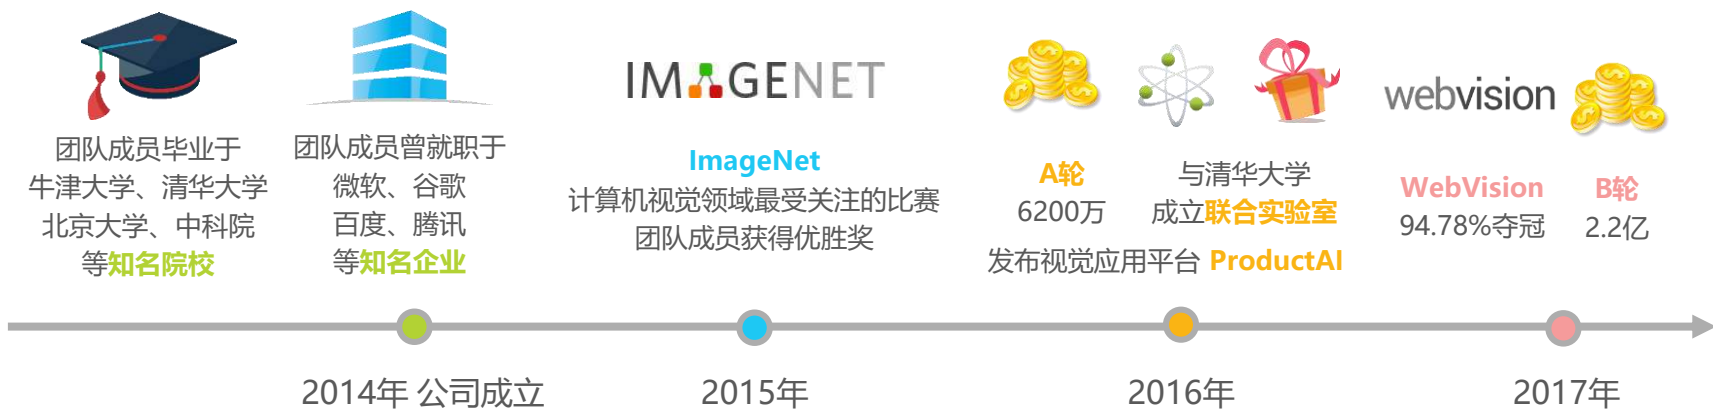 团队成员毕业于
牛津大学、清华大学
北京大学、中科院
等知名院校
团队成员曾就职于
微软、谷歌
百度、腾讯
等知名企业
IMAGENET
ImageNet
计算机视觉领域最受关注的比赛
团队成员获得优胜奖
A轮
6200万
与清华大学
成立联合实验室
发布视觉应用平台 ProductAI
webvision
WebVision
94.78%夺冠
B轮
2.2亿
2014年 公司成立
2015年
2016年
2017年